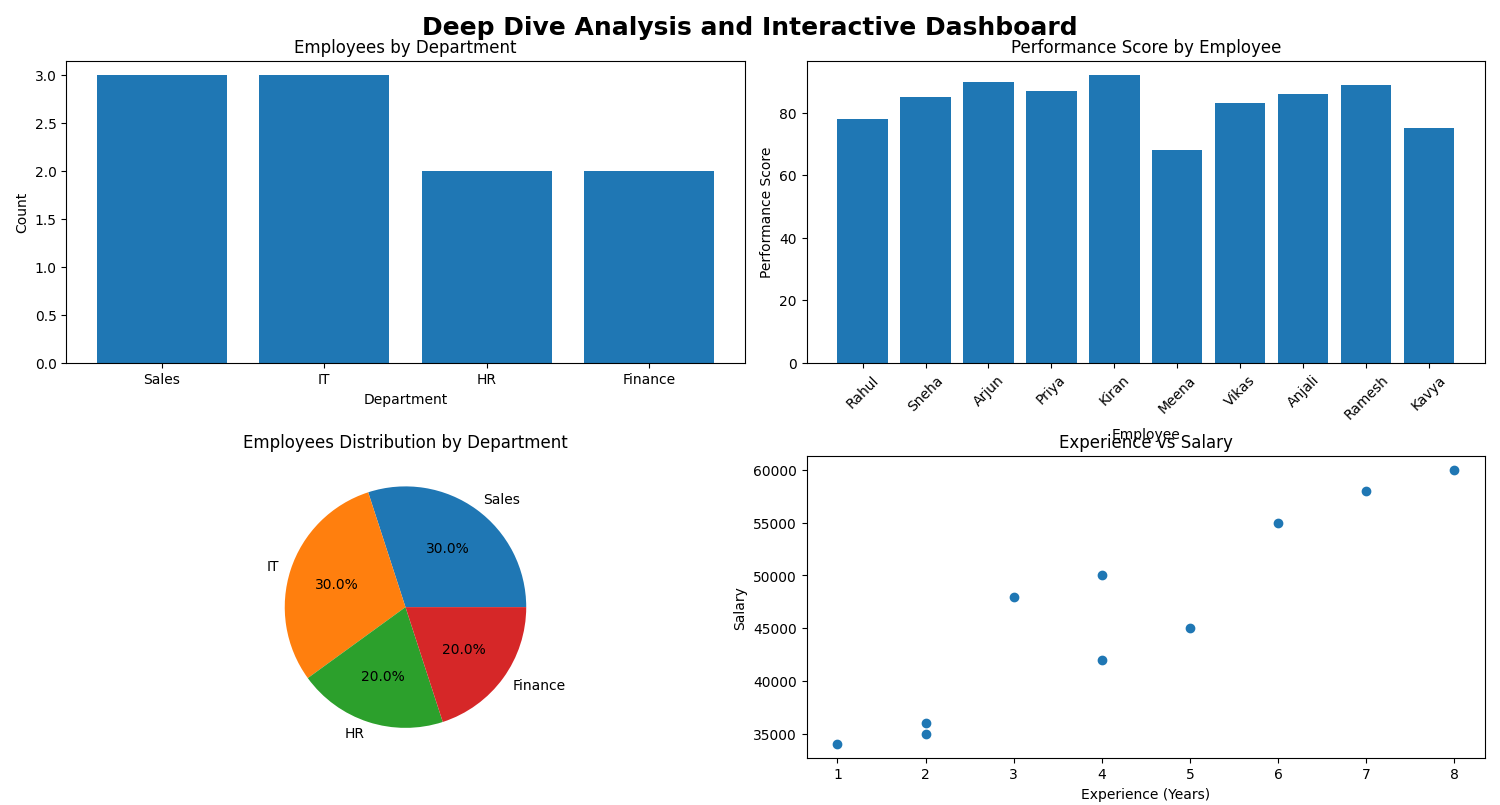 Deep Dive Analysis and Interactive Dashboard
Employees by Department
3.0
2.5
2.0
1.5
1.0
0.5
0.0
Count
Sales IT HR Finance
Department
Performance Score by Employee
80
60
40
20
0
Performance Score
Rahul Sneha Arjun Priya Kiran Meena Vikas Anjali Ramesh Kavya
Employee
Employees Distribution by Department
Sales
30.0%
IT
30.0%
20.0%
HR
20.0%
Finance
Experience vs Salary
60000
55000
50000
45000
40000
35000
Salary
1 2 3 4 5 6 7 8
Experience (Years)